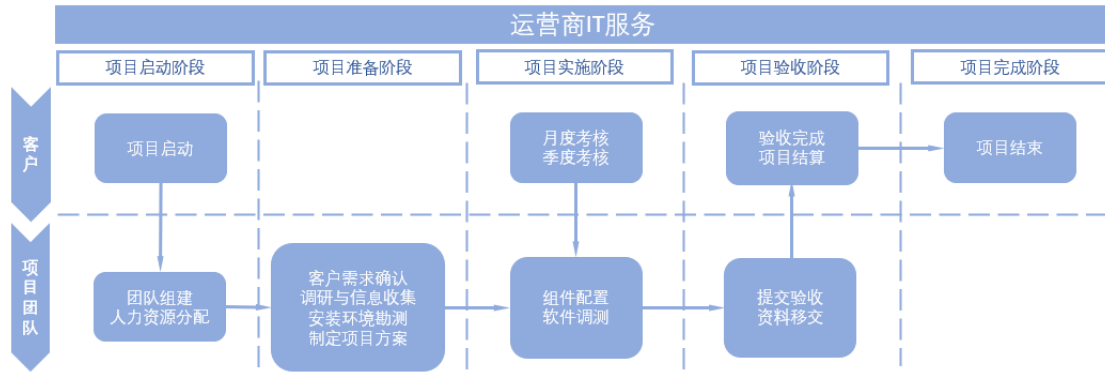 运营商IT服务
项目启动阶段
项目准备阶段
项目实施阶段
项目验收阶段
项目完成阶段
客户
项目启动
月度考核
季度考核
验收完成
项目结算
项目结束
项目团队
团队组建
人力资源分配
客户需求确认
调研与信息收集
安装环境勘测
制定项目方案
组件配置
软件调测
提交验收
资料移交